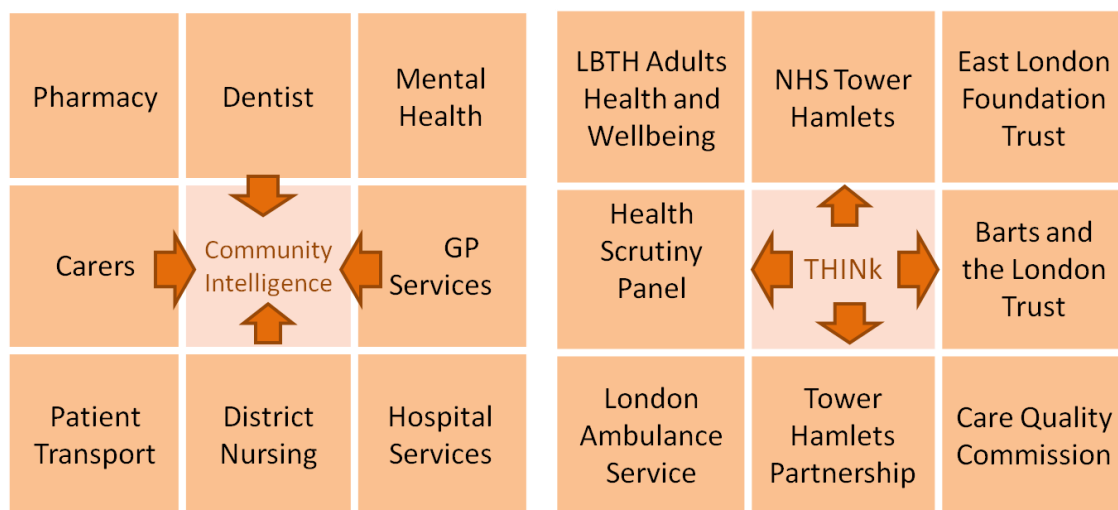 Pharmacy
Dentist
Mental
Health
Carers
Community
Intelligence
GP
Services
Patient
Transport
District
Nursing
Hospital
Services
LBTH Adults
Health and
Wellbeing
NHS Tower
Hamlets
East London
Foundation
Trust
Health
Scrutiny
Panel
THINk
Barts and
the London
Trust
London
Ambulance
Service
Tower
Hamlets
Partnership
Care Quality
Commission